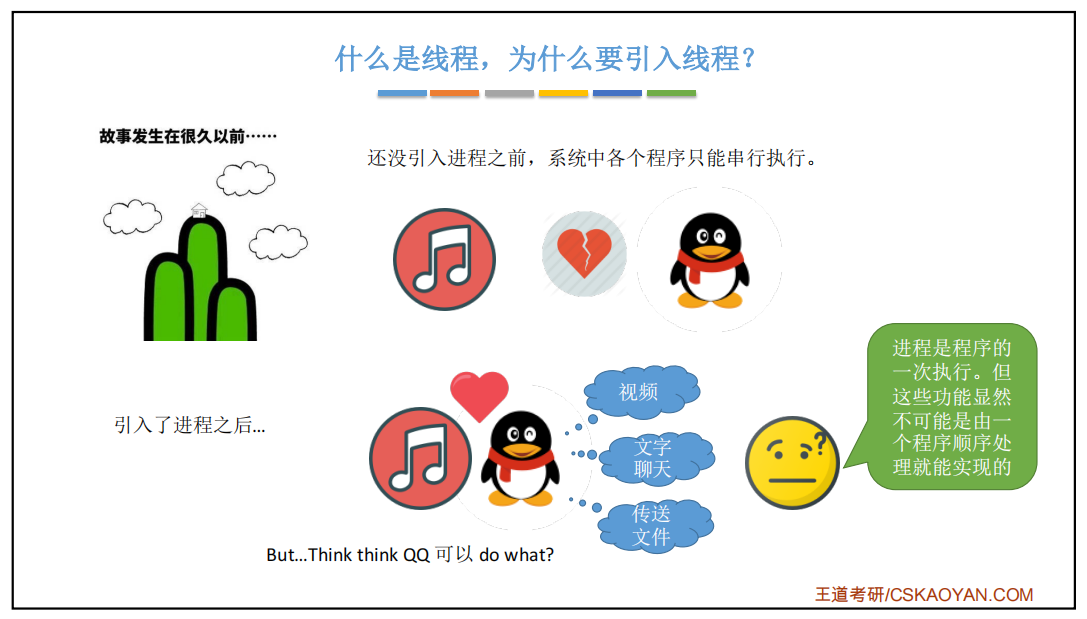 什么是线程，为什么要引入线程？
故事发生在很久以前……
还没引入进程之前，系统中各个程序只能串行执行。
进程是程序的
一次执行。但
这些功能显然
不可能是由一
个程序顺序处
理就能实现的
引入了进程之后…
视频
文字
聊天
传送
文件
?
But…Think think QQ 可以 do what?
王道考研/CSKAOYAN.COM